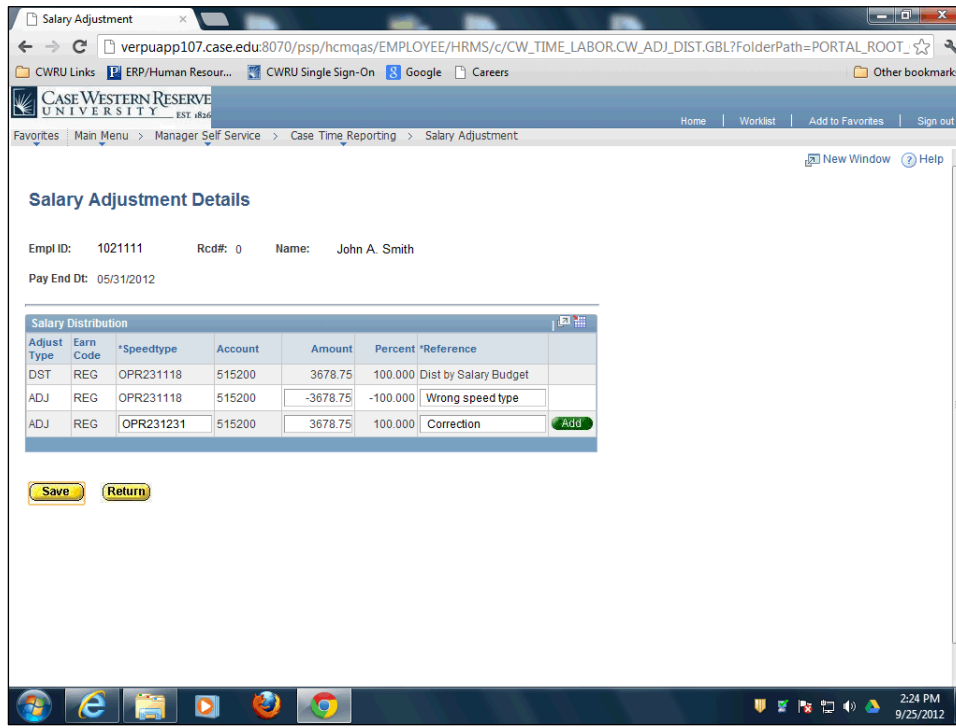 Salary Adjustment
verpuapp107.case.edu:8070/psp/hcmqas/EMPLOYEE/HRMS/c/CW_TIME_LABOR.CW_ADJ_DIST.GBL?FolderPath=PORTAL_ROOT_
CWRU Links ERP/Human Resour... CWRU Single Sign-On Google Careers Other bookmark
CASE WESTERN RESERVE
UNIVERSITY EST. 1826
Home | Worklist | Add to Favorites | Sign out
Favorites Main Menu > Manager Self Service > Case Time Reporting > Salary Adjustment
New Window Help
Salary Adjustment Details
Empl ID: 1021111 Rcd#: 0 Name: John A. Smith
Pay End Dt: 05/31/2012
Salary Distribution
Adjust Type Earn Code *Speedtype Account Amount Percent *Reference
DST REG OPR231118 515200 3678.75 100.000 Dist by Salary Budget
ADJ REG OPR231118 515200 -3678.75 -100.000 Wrong speed type
ADJ REG OPR231231 515200 3678.75 100.000 Correction Add
Save Return
2:24 PM
9/25/2012